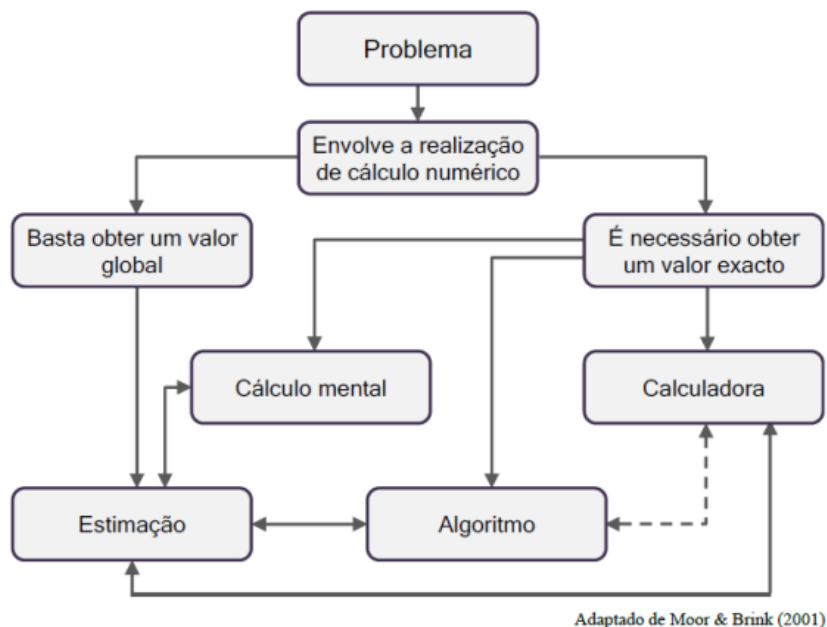 Problema
Envolve a realização
de cálculo numérico
Basta obter um valor
global
É necessário obter
um valor exacto
Cálculo mental
Calculadora
Estimação
Algoritmo
Adaptado de Moor & Brink (2001)